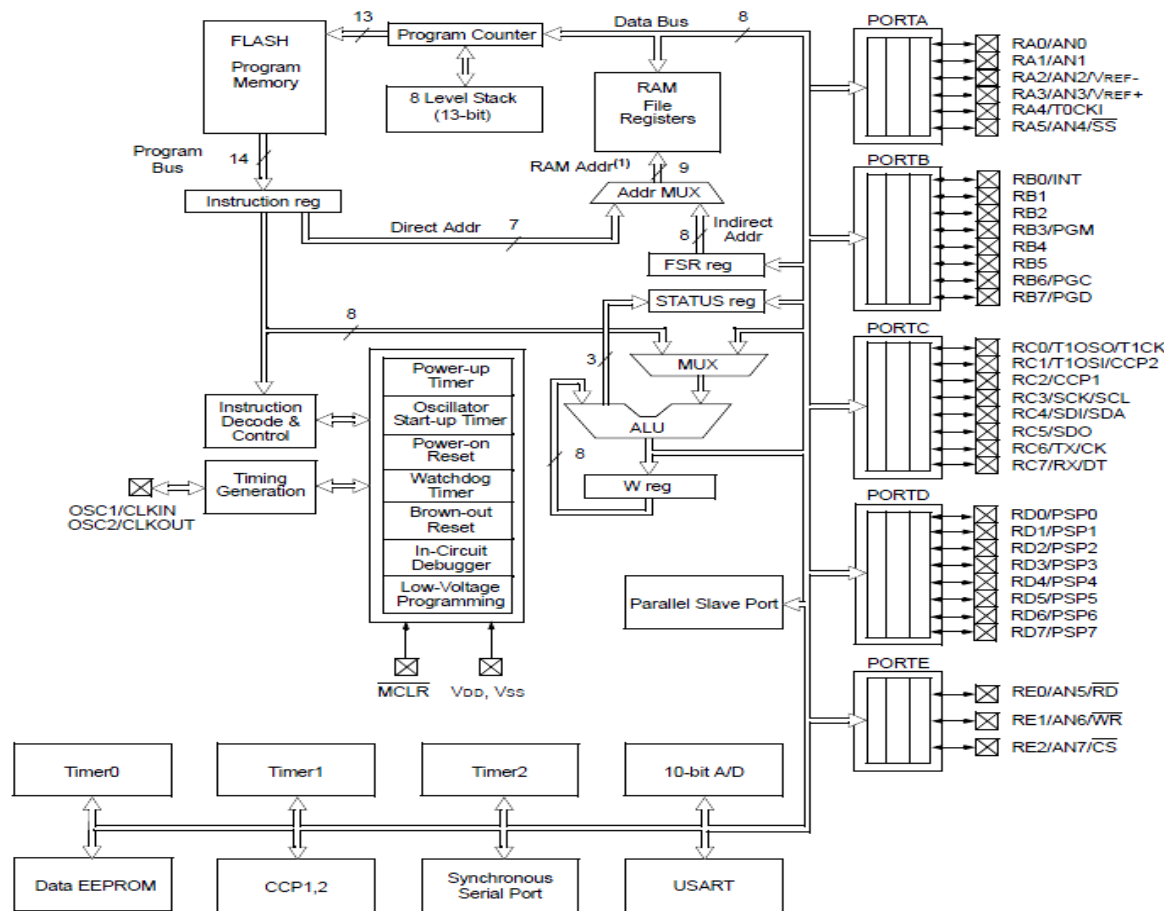 13
Data Bus
8
PORTA
FLASH
Program
Memory
Program Counter
8 Level Stack
(13-bit)
RAM
File
Registers
RA0/AN0
RA1/AN1
RA2/AN2/VREF-
RA3/AN3/VREF+
RA4/T0CKI
RA5/AN4/SS
Program
Bus
14
RAM Addr(1)
9
PORTB
Instruction reg
Addr MUX
Direct Addr
7
8
Indirect
Addr
FSR reg
STATUS reg
RB0/INT
RB1
RB2
RB3/PGM
RB4
RB5
RB6/PGC
RB7/PGD
8
3
MUX
ALU
8
W reg
PORTC
RC0/T1OSO/T1CK
RC1/T1OSI/CCP2
RC2/CCP1
RC3/SCK/SCL
RC4/SDI/SDA
RC5/SDO
RC6/TX/CK
RC7/RX/DT
Instruction
Decode &
Control
Timing
Generation
OSC1/CLKIN
OSC2/CLKOUT
Power-up
Timer
Oscillator
Start-up Timer
Power-on
Reset
Watchdog
Timer
Brown-out
Reset
In-Circuit
Debugger
Low-Voltage
Programming
MCLR
VDD, VSS
Parallel Slave Port
PORTD
RD0/PSP0
RD1/PSP1
RD2/PSP2
RD3/PSP3
RD4/PSP4
RD5/PSP5
RD6/PSP6
RD7/PSP7
PORTE
RE0/AN5/RD
RE1/AN6/WR
RE2/AN7/CS
Timer0
Timer1
Timer2
10-bit A/D
Data EEPROM
CCP1,2
Synchronous
Serial Port
USART